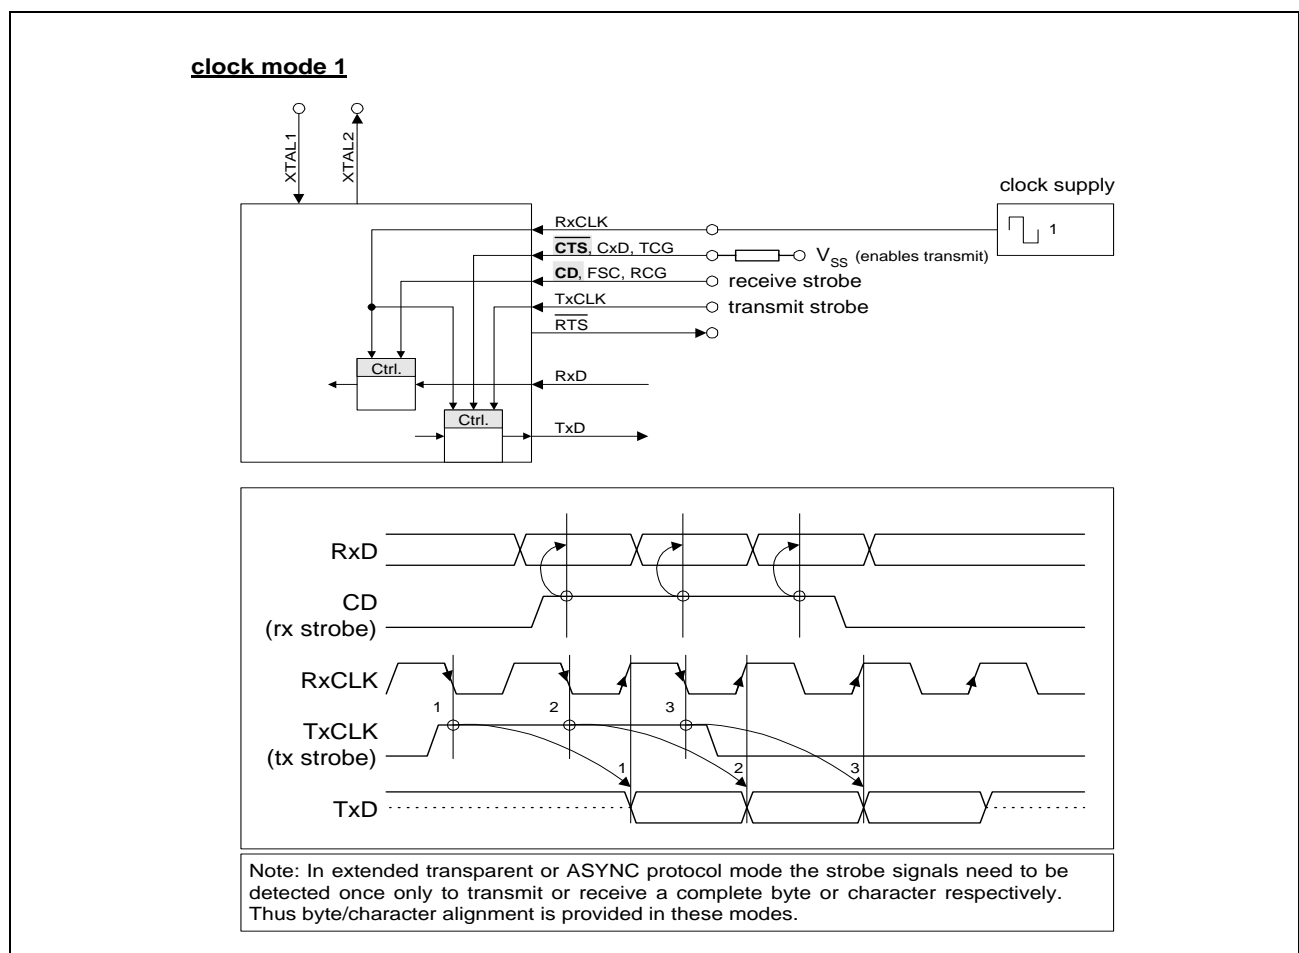 clock mode 1
XTAL1
XTAL2
clock supply
RxCLK
1
CTS, CxD, TCG
VSS (enables transmit)
CD, FSC, RCG
receive strobe
TxCLK
transmit strobe
RTS
Ctrl.
RxD
Ctrl.
TxD
RxD
CD
(rx strobe)
RxCLK
1 2 3
TxCLK
(tx strobe)
1 2 3
TxD
Note: In extended transparent or ASYNC protocol mode the strobe signals need to be
detected once only to transmit or receive a complete byte or character respectively.
Thus byte/character alignment is provided in these modes.